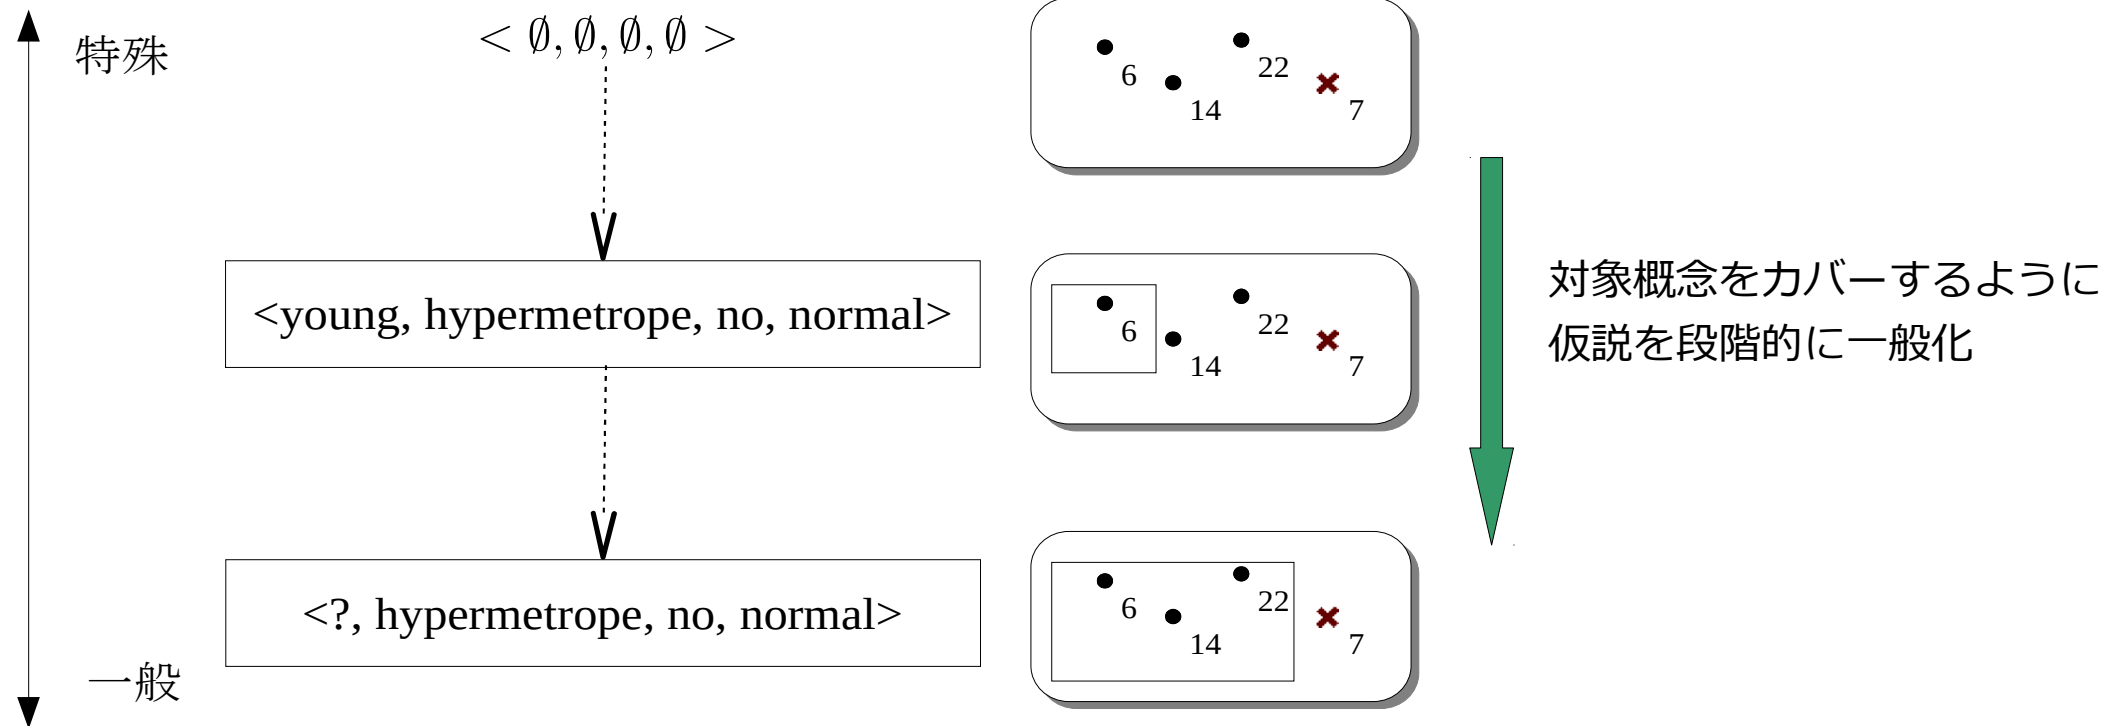 特殊
< ∅, ∅, ∅, ∅ >
6
14
22
7
<young, hypermetrope, no, normal>
6
14
22
7
対象概念をカバーするように
仮説を段階的に一般化
<?, hypermetrope, no, normal>
6
14
22
7
一般